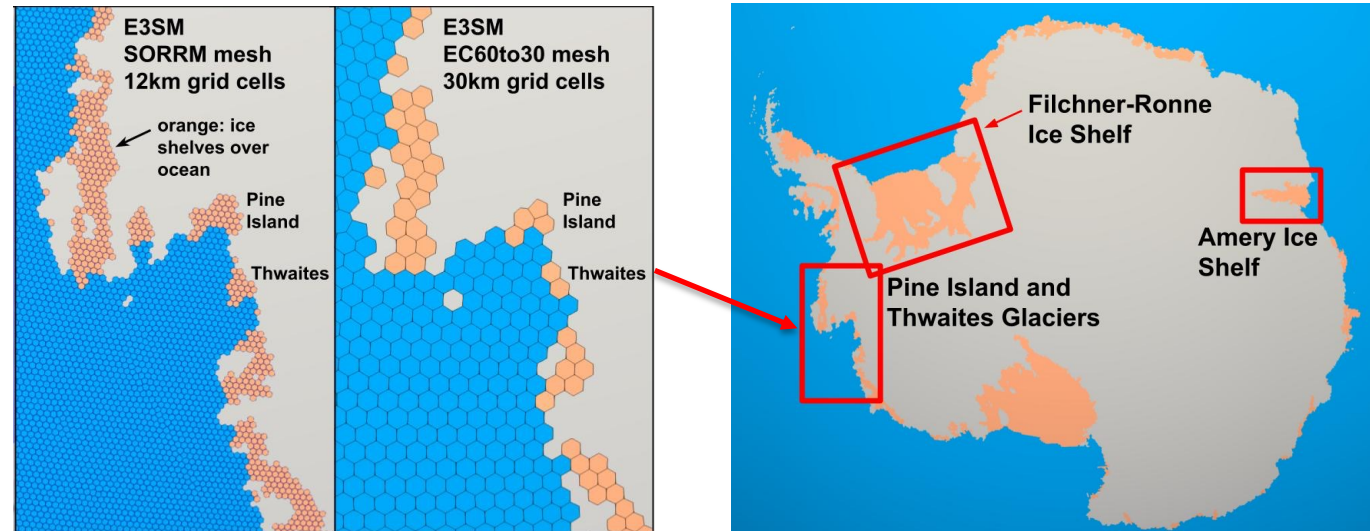 E3SM
SORRM mesh
12km grid cells
orange: ice
shelves over
ocean
Pine
Island
Thwaites
E3SM
EC60to30 mesh
30km grid cells
Pine
Island
Thwaites
Filchner-Ronne
Ice Shelf
Amery Ice
Shelf
Pine Island and
Thwaites Glaciers